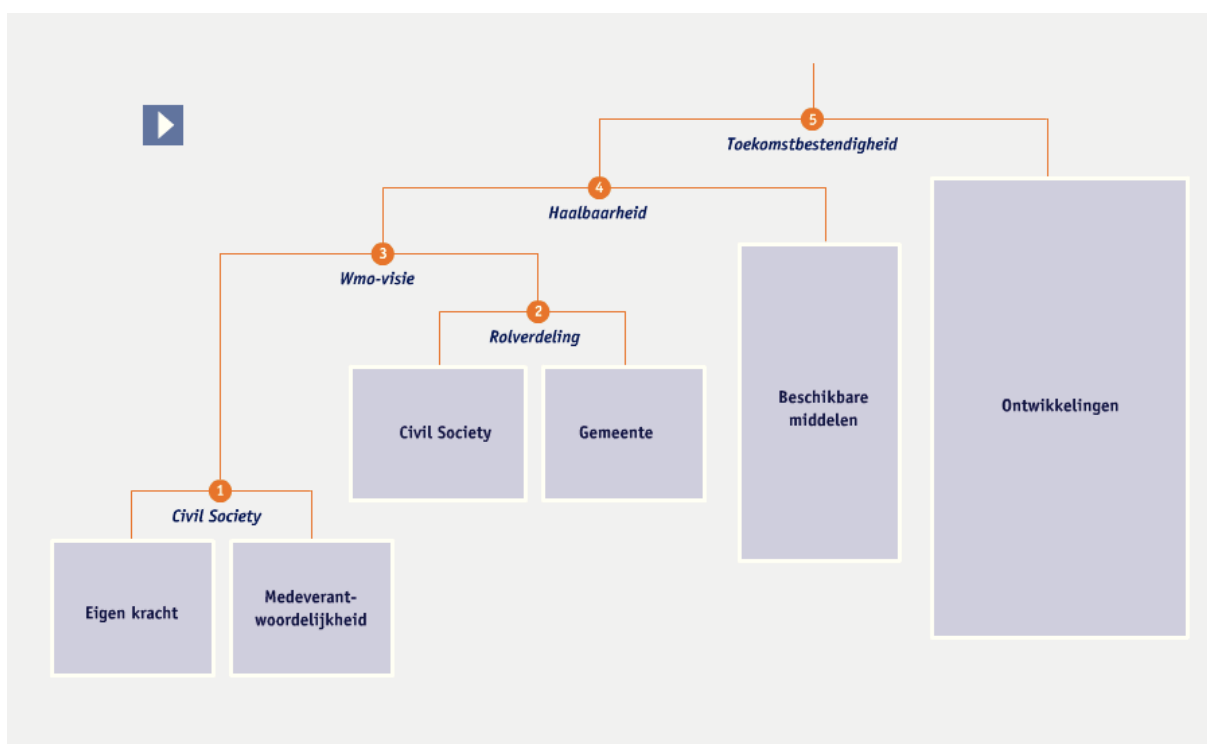 5
Toekomstbestendigheid
4
Haalbaarheid
3
Wmo-visie
2
Rolverdeling
Beschikbare
middelen
Ontwikkelingen
Civil Society
Gemeente
1
Civil Society
Eigen kracht
Medeverant-
woordelijkheid